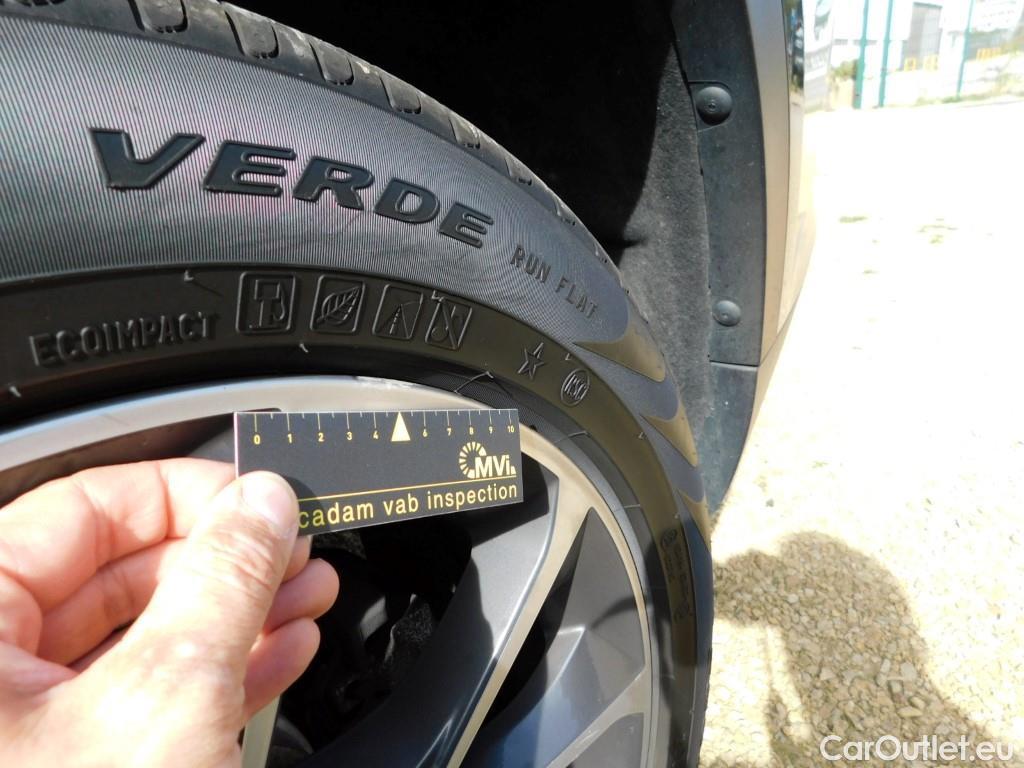 VERDE
RUN FLAT
ECOIMPACT
0 1 2 3 4 6 7 8 9 10
MVi
cadam vab inspection
CarOutlet.eu